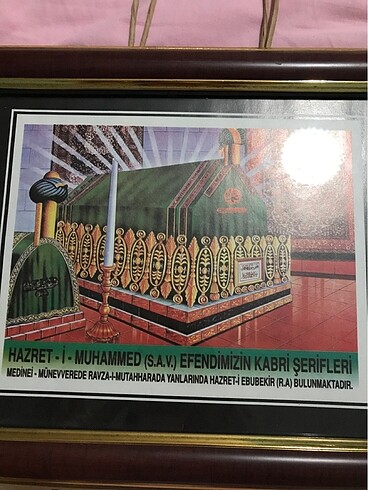 HAZRET - İ - MUHAMMED (S.A.V.) EFENDİMİZİN KABRİ ŞERİFLERİ
MEDİNEİ - MÜNEVVEREDE RAVZA-I-MUTAHHARADA YANLARINDA HAZRET-İ EBUBEKİR (R.A) BULUNMAKTADIR.